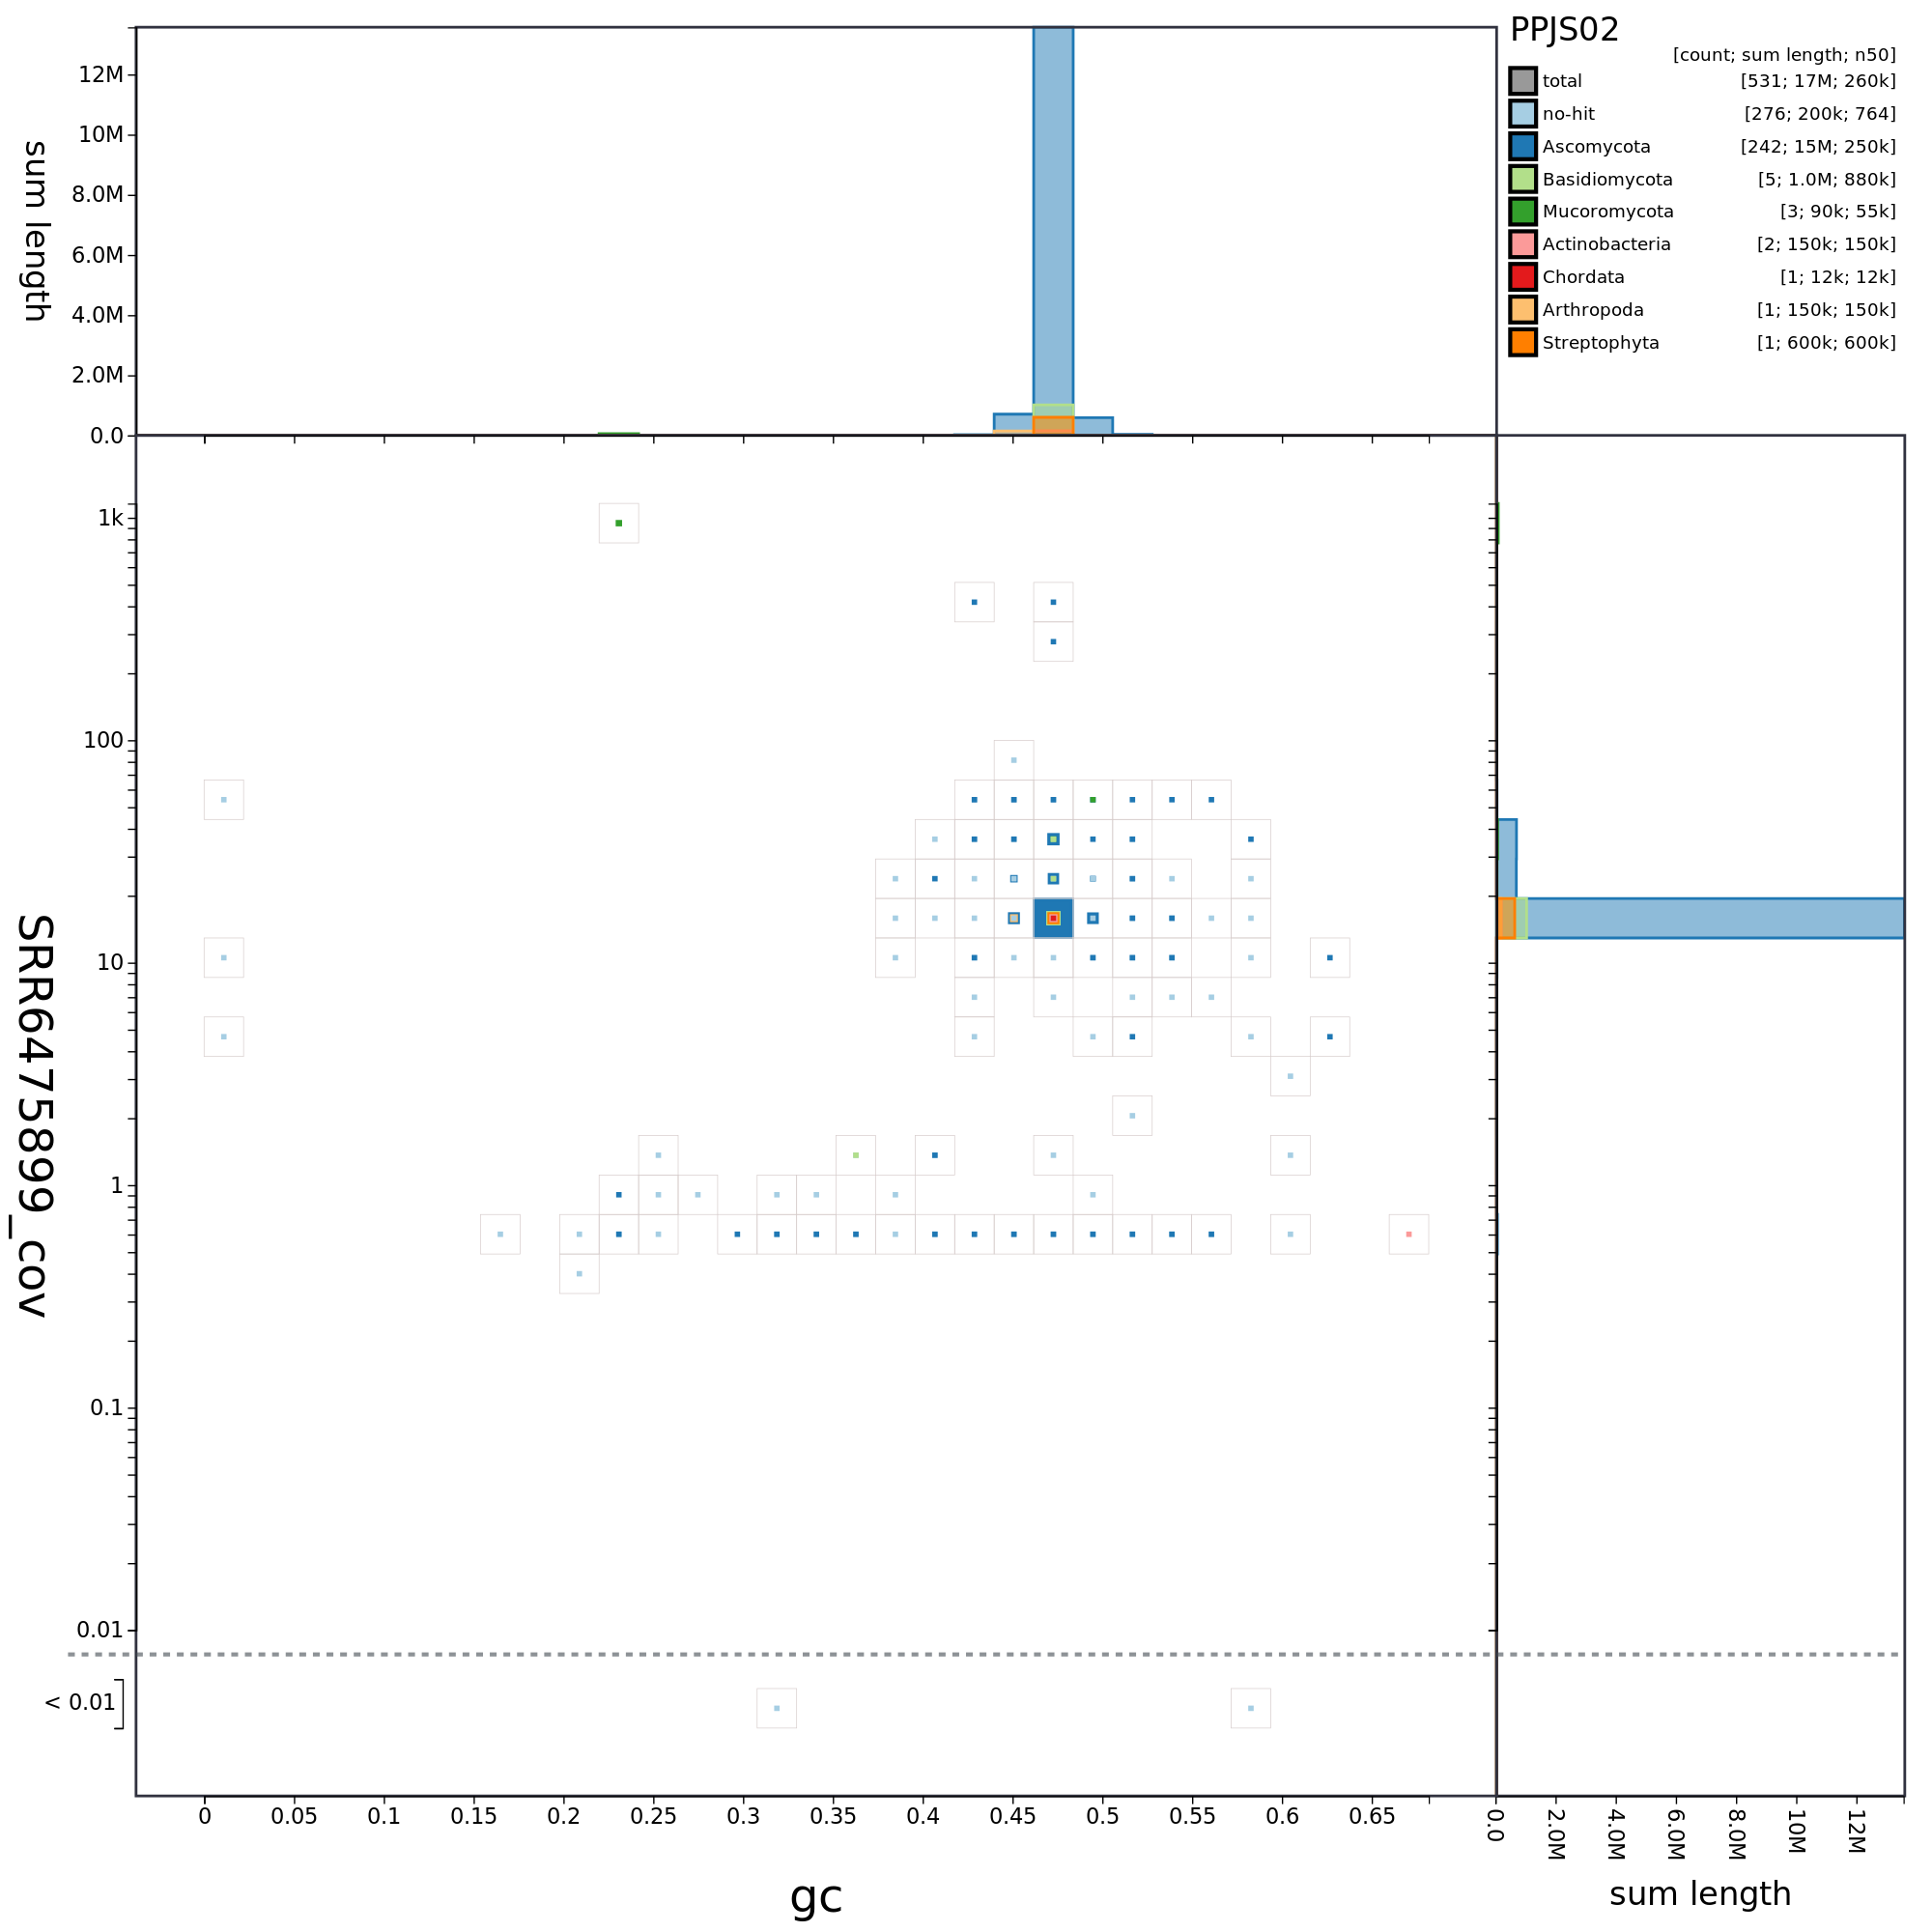 PPJS02
[count; sum length; n50]
total [531; 17M; 260k]
no-hit [276; 200k; 764]
Ascomycota [242; 15M; 250k]
Basidiomycota [5; 1.0M; 880k]
Mucoromycota [3; 90k; 55k]
Actinobacteria [2; 150k; 150k]
Chordata [1; 12k; 12k]
Arthropoda [1; 150k; 150k]
Streptophyta [1; 600k; 600k]
sum length
12M
10M
8.0M
6.0M
4.0M
2.0M
0.0
SRR6475899_cov
1k
100
10
1
0.1
0.01
< 0.01
0 0.05 0.1 0.15 0.2 0.25 0.3 0.35 0.4 0.45 0.5 0.55 0.6 0.65
gc
0.0 2.0M 4.0M 6.0M 8.0M 10M 12M
sum length